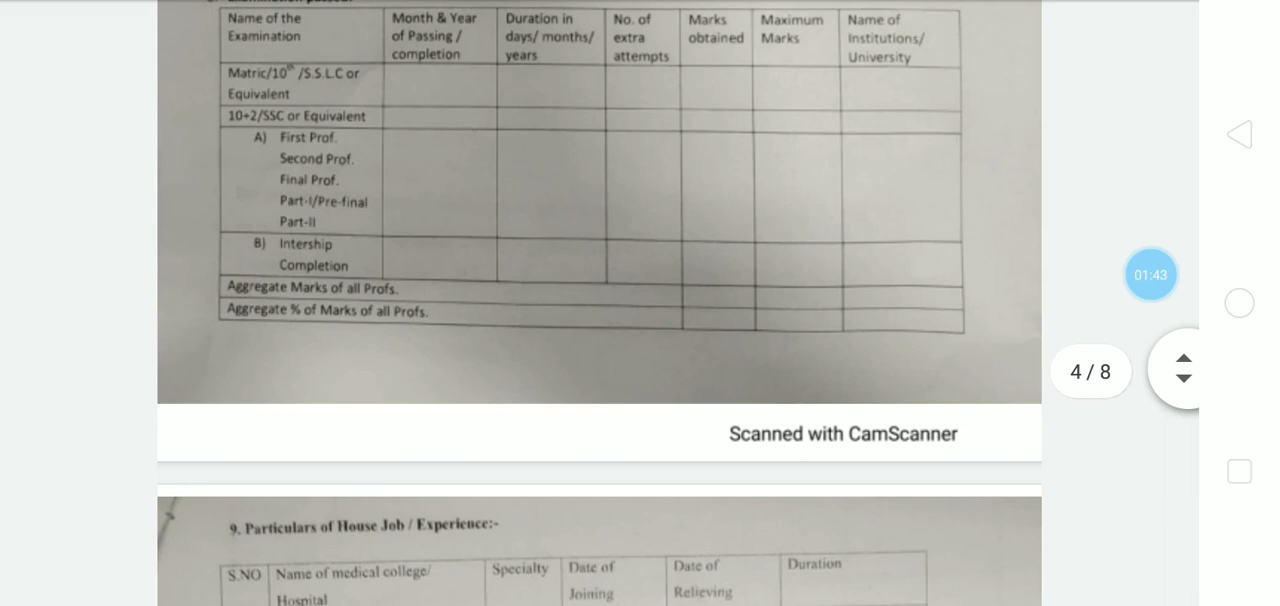 Name of the Examination
Month & Year of Passing / completion
Duration in days/ months/ years
No. of extra attempts
Marks obtained
Maximum Marks
Name of Institutions/ University
Matric/10th /S.S.L.C or
Equivalent
10+2/SSC or Equivalent
A) First Prof.
Second Prof.
Final Prof.
Part-I/Pre-final
Part-II
B) Intership
Completion
Aggregate Marks of all Profs.
Aggregate % of Marks of all Profs.
01:43
4 / 8
Scanned with CamScanner
9. Particulars of House Job / Experience:-
S.NO
Name of medical college/
Hospital
Specialty
Date of
Joining
Date of
Relieving
Duration